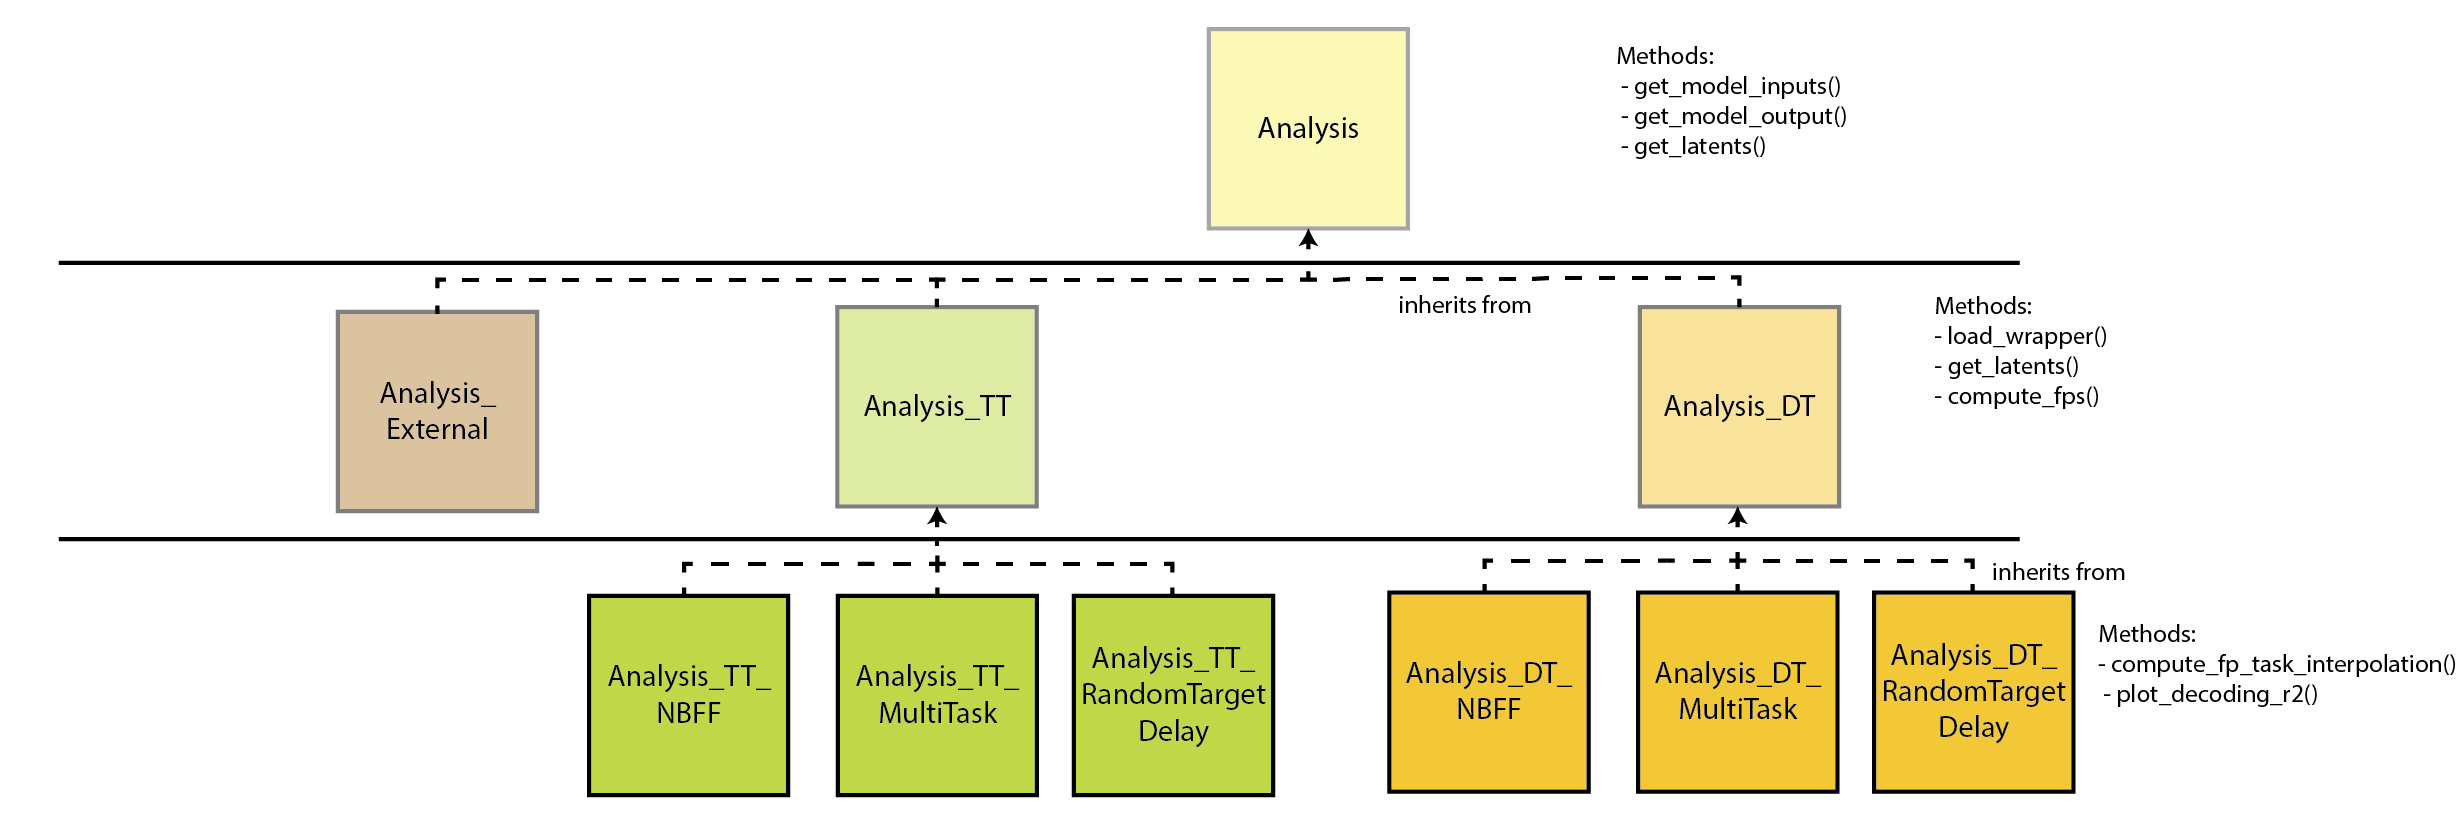 Analysis
Methods:
- get_model_inputs()
- get_model_output()
- get_latents()
inherits from
Analysis_
External
Analysis_TT
Analysis_DT
Methods:
- load_wrapper()
- get_latents()
- compute_fps()
inherits from
Analysis_TT_
NBFF
Analysis_TT_
MultiTask
Analysis_TT_
RandomTarget
Delay
Analysis_DT_
NBFF
Analysis_DT_
MultiTask
Analysis_DT_
RandomTarget
Delay
Methods:
- compute_fp_task_interpolation()
- plot_decoding_r2()